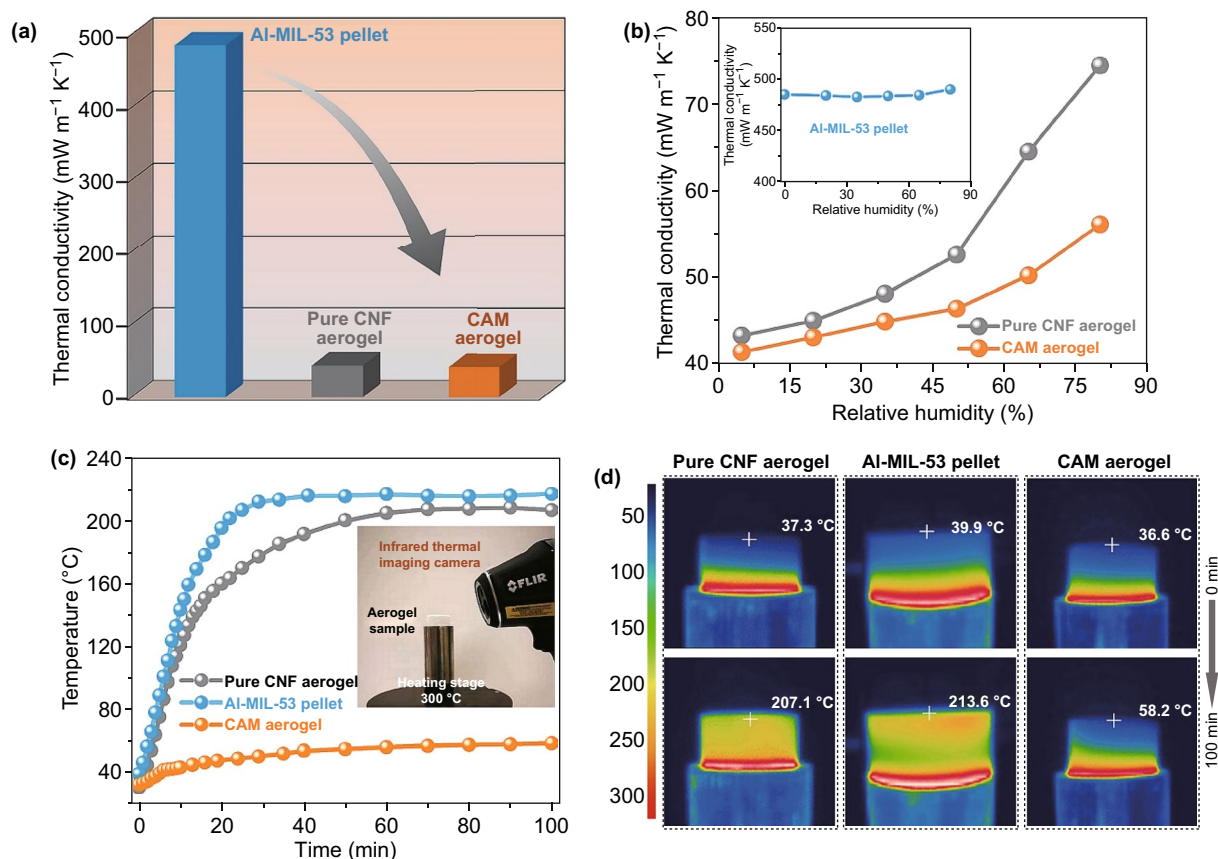 (a)
Thermal conductivity (mW m⁻¹ K⁻¹)
500
400
300
200
100
0
Al-MIL-53 pellet
Pure CNF
aerogel
CAM
aerogel
(b)
Thermal conductivity (mW m⁻¹ K⁻¹)
80
70
60
50
40
0
15
30
45
60
75
90
Relative humidity (%)
Thermal conductivity
(mW m⁻¹ K⁻¹)
550
500
450
400
Al-MIL-53 pellet
0
30
60
90
Relative humidity (%)
Pure CNF aerogel
CAM aerogel
(c)
Temperature (°C)
240
200
160
120
80
40
0
20
40
60
80
100
Time (min)
Infrared thermal
imaging camera
FLIR
Aerogel
sample
Heating stage
300 °C
Pure CNF aerogel
Al-MIL-53 pellet
CAM aerogel
(d)
Pure CNF aerogel
Al-MIL-53 pellet
CAM aerogel
50
100
150
200
250
300
37.3 °C
39.9 °C
36.6 °C
207.1 °C
213.6 °C
58.2 °C
0 min
100 min